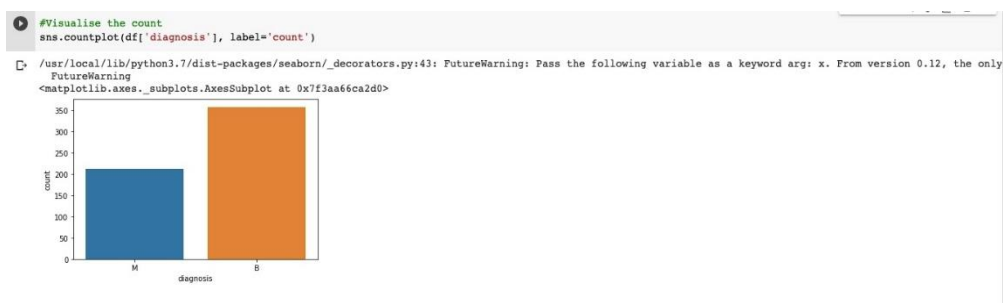 #Visualise the count
sns.countplot(df['diagnosis'], label='count')
/usr/local/lib/python3.7/dist-packages/seaborn/_decorators.py:43: FutureWarning: Pass the following variable as a keyword arg: x. From version 0.12, the only
FutureWarning
<matplotlib.axes._subplots.AxesSubplot at 0x7f3aa66ca2d0>
350
300
250
200
150
100
50
0
count
M
B
diagnosis